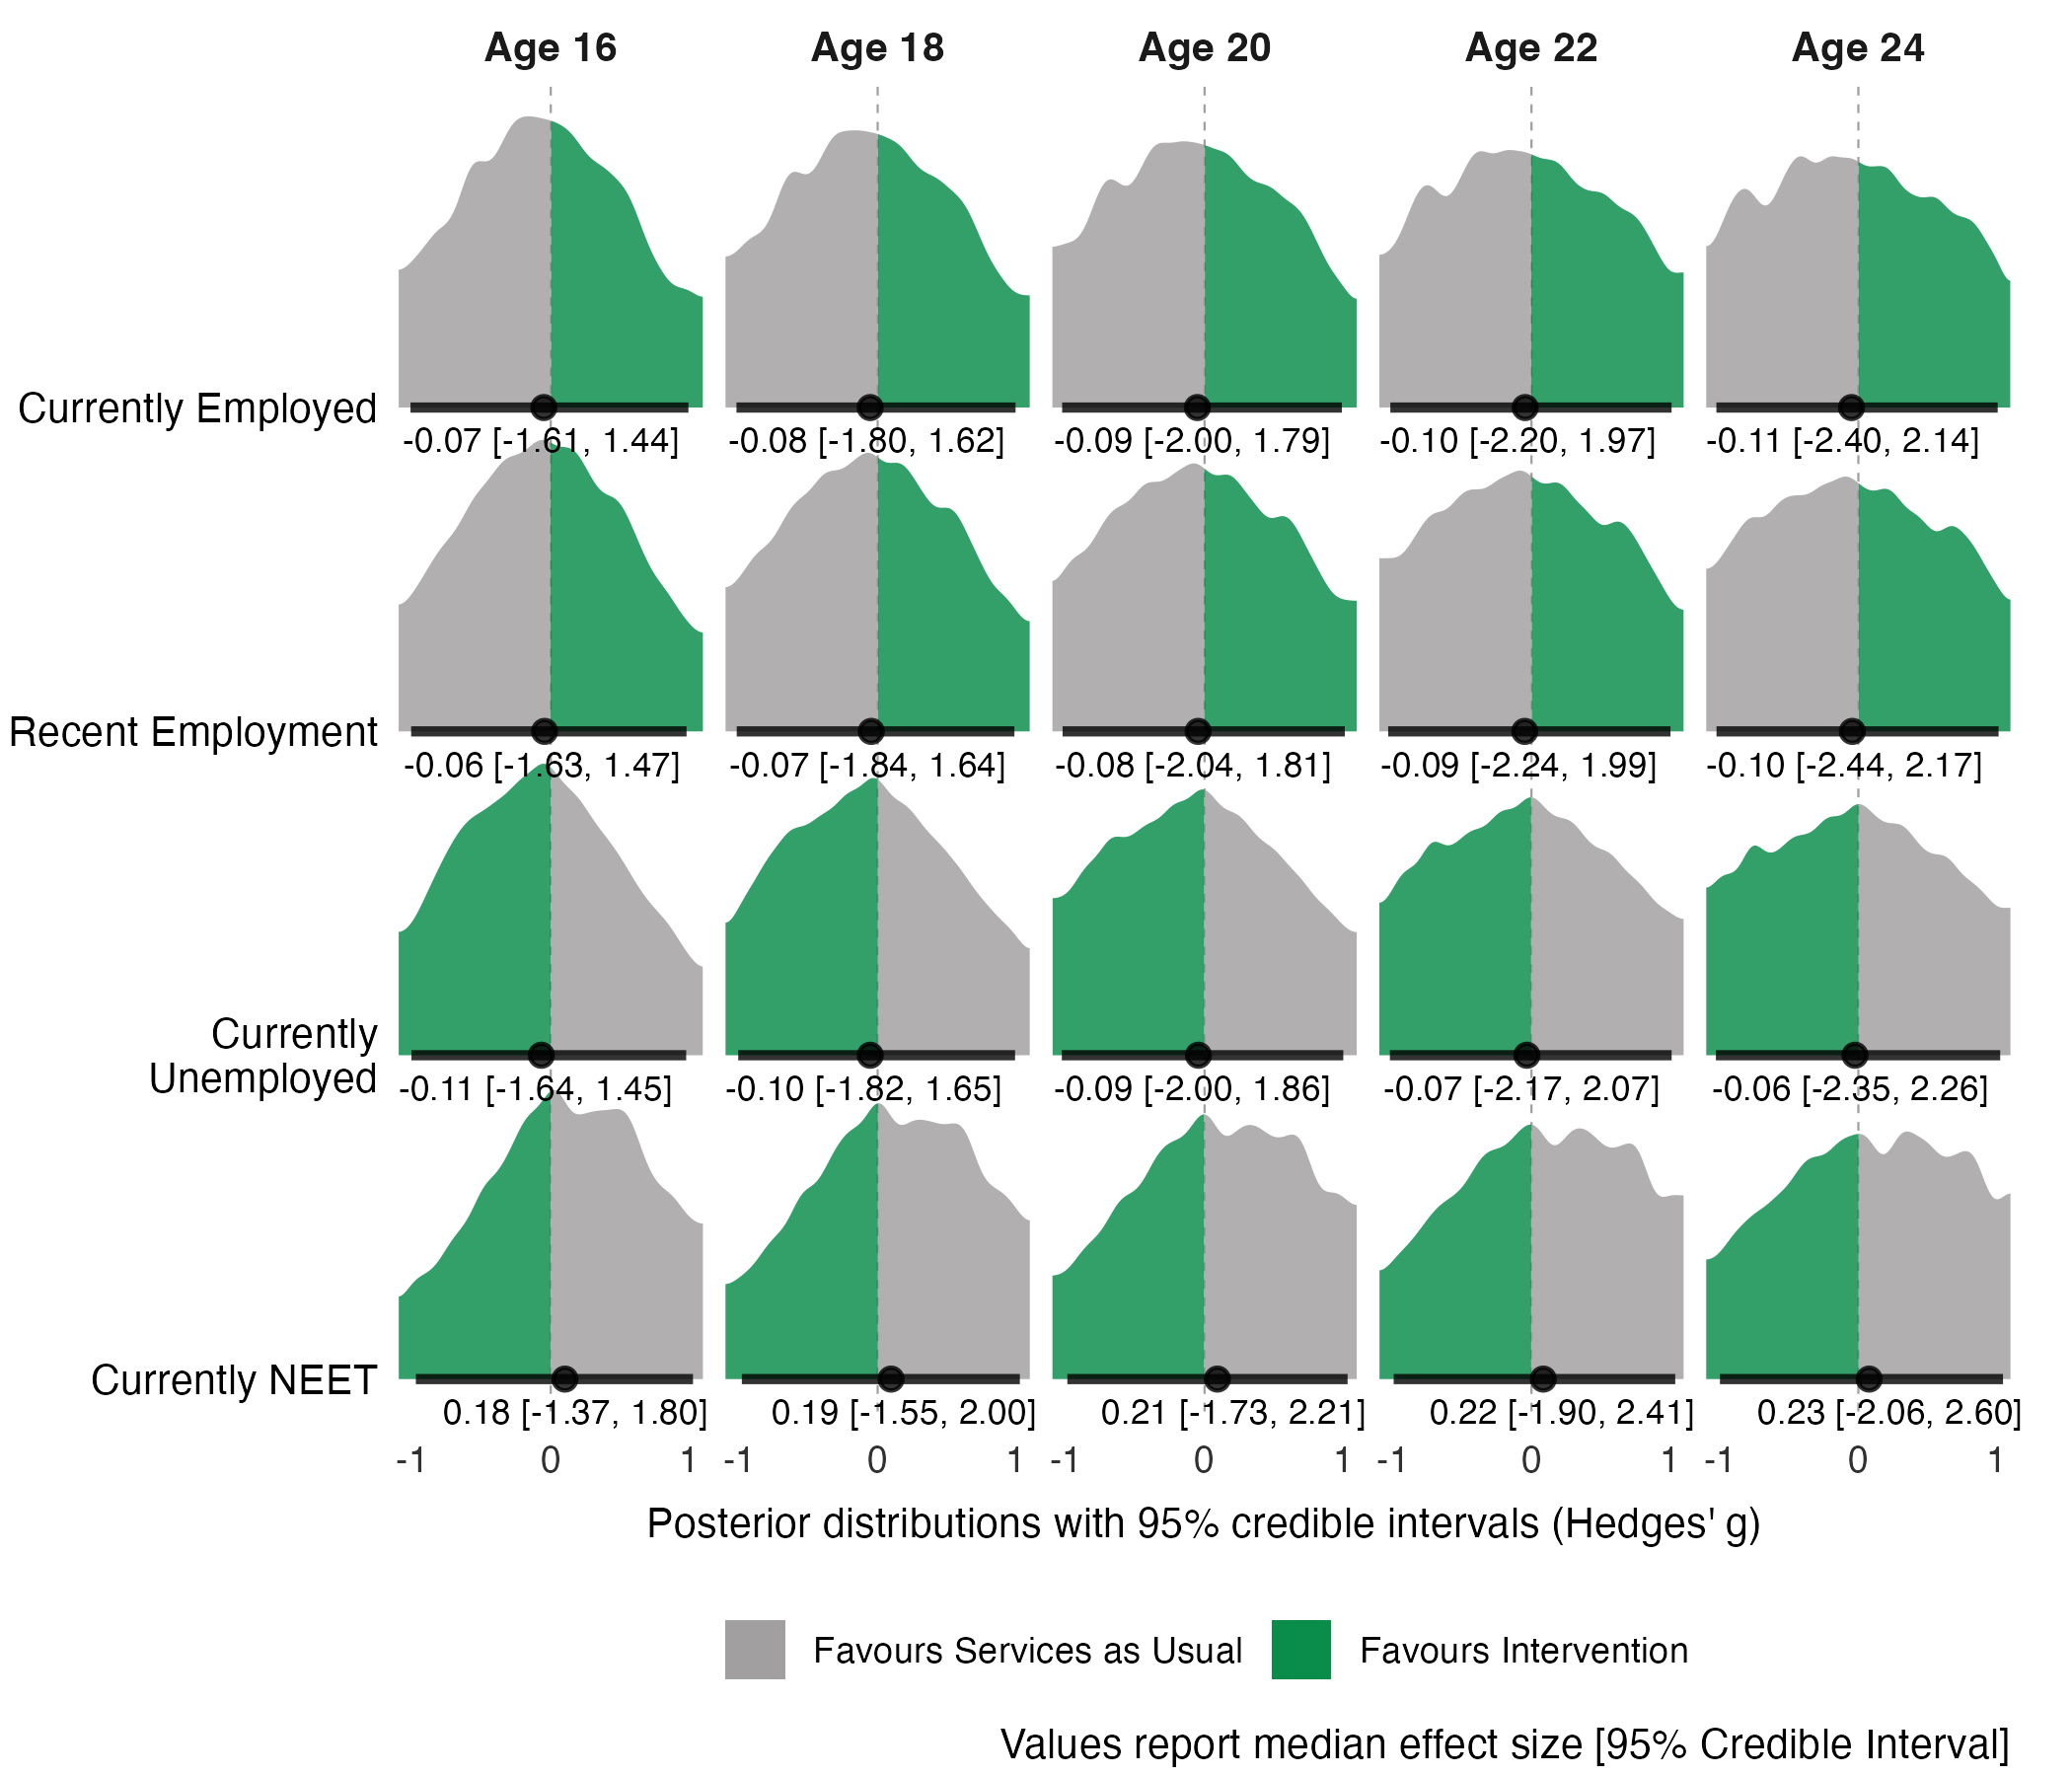 Age 16 Age 18 Age 20 Age 22 Age 24
Currently Employed
-0.07 [-1.61, 1.44] -0.08 [-1.80, 1.62] -0.09 [-2.00, 1.79] -0.10 [-2.20, 1.97] -0.11 [-2.40, 2.14]
Recent Employment
-0.06 [-1.63, 1.47] -0.07 [-1.84, 1.64] -0.08 [-2.04, 1.81] -0.09 [-2.24, 1.99] -0.10 [-2.44, 2.17]
Currently
Unemployed
-0.11 [-1.64, 1.45] -0.10 [-1.82, 1.65] -0.09 [-2.00, 1.86] -0.07 [-2.17, 2.07] -0.06 [-2.35, 2.26]
Currently NEET
0.18 [-1.37, 1.80] 0.19 [-1.55, 2.00] 0.21 [-1.73, 2.21] 0.22 [-1.90, 2.41] 0.23 [-2.06, 2.60]
-1 0 1 -1 0 1 -1 0 1 -1 0 1 -1 0 1
Posterior distributions with 95% credible intervals (Hedges' g)
Favours Services as Usual Favours Intervention
Values report median effect size [95% Credible Interval]